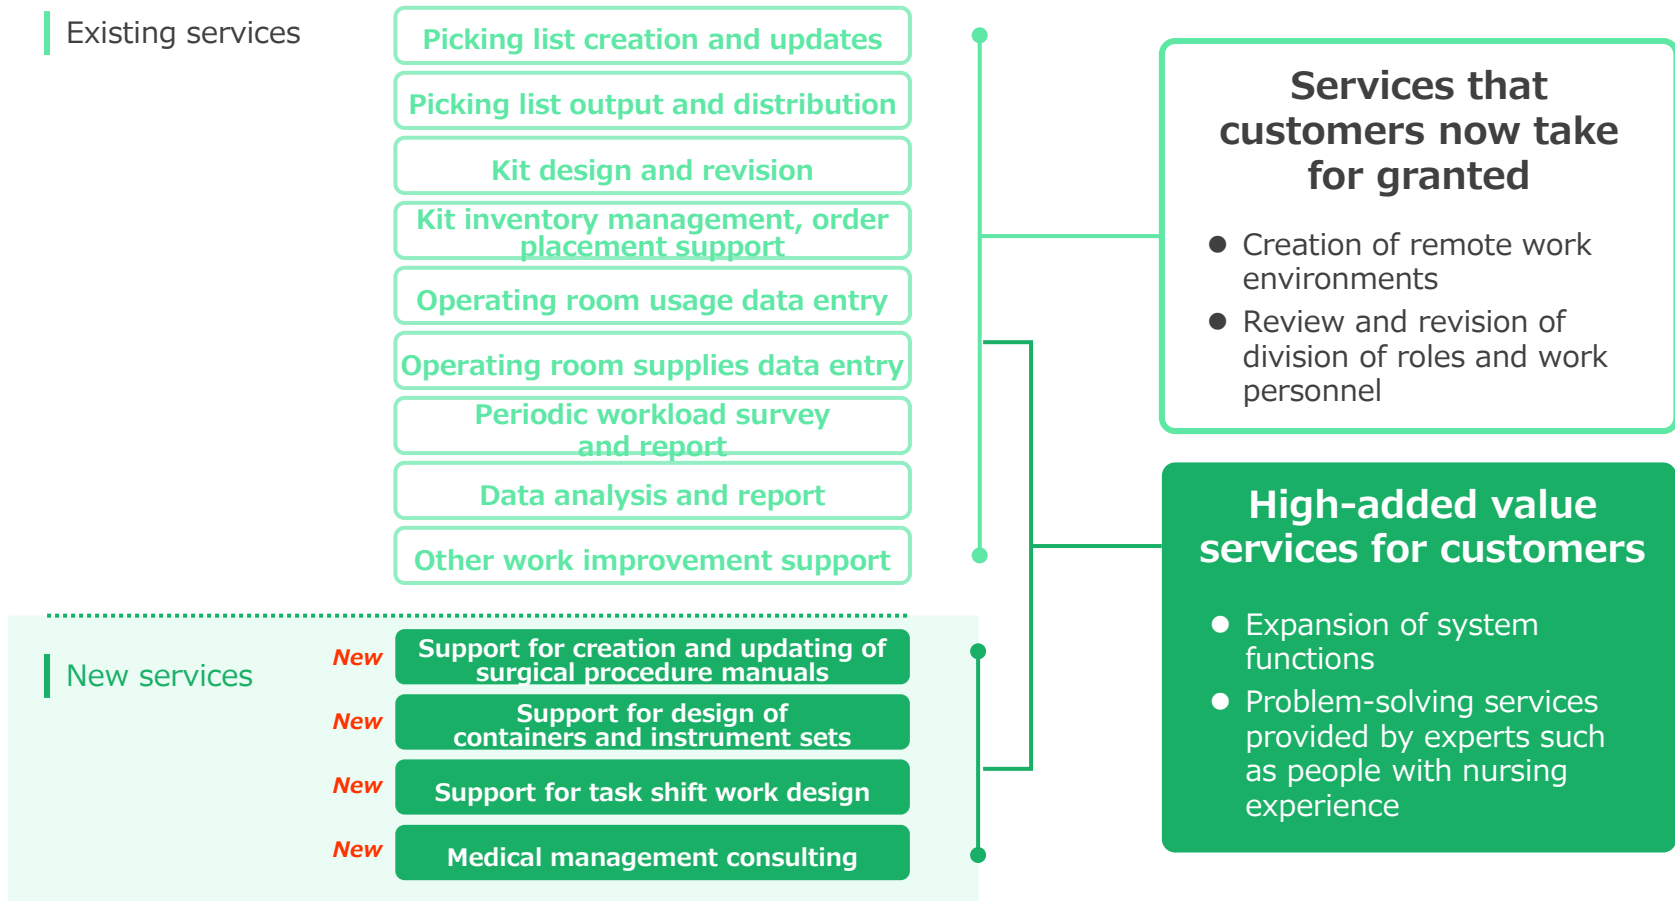 Existing services
Picking list creation and updates
Picking list output and distribution
Kit design and revision
Kit inventory management, order
placement support
Operating room usage data entry
Operating room supplies data entry
Periodic workload survey
and report
Data analysis and report
Other work improvement support
Services that
customers now take
for granted
● Creation of remote work
environments
● Review and revision of
division of roles and work
personnel
New services
New
Support for creation and updating of
surgical procedure manuals
New
Support for design of
containers and instrument sets
New
Support for task shift work design
New
Medical management consulting
High-added value
services for customers
● Expansion of system
functions
● Problem-solving services
provided by experts such
as people with nursing
experience